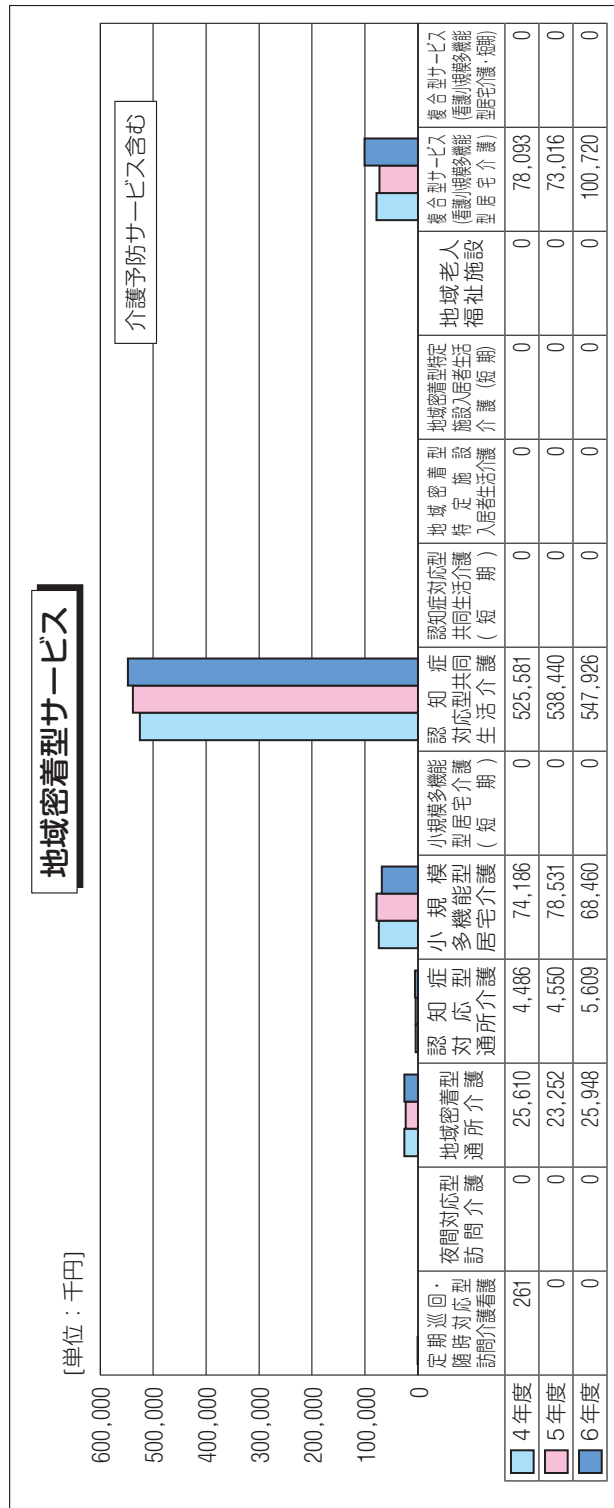 地域密着型サービス
[単位：千円]
介護予防サービス含む
600,000
500,000
400,000
300,000
200,000
100,000
0
定期巡回・
随時対応型
訪問介護看護
夜間対応型
訪問介護
地域密着型
通所介護
認知症
対応型
通所介護
小規模
多機能型
居宅介護
小規模多機能
型居宅介護
(短期)
認知症
対応型共同
生活介護
認知症対応型
共同生活介護
(短期)
地域密着型
特定施設
入居者生活介護
地域密着型特定
施設入居者生活
介護(短期)
地域老人
福祉施設
複合型サービス
(看護小規模多機能
型居宅介護)
複合型サービス
(看護小規模多機能
型居宅介護・短期)
4年度 261 0 25,610 4,486 74,186 0 525,581 0 0 0 0 78,093 0
5年度 0 0 23,252 4,550 78,531 0 538,440 0 0 0 0 73,016 0
6年度 0 0 25,948 5,609 68,460 0 547,926 0 0 0 0 100,720 0